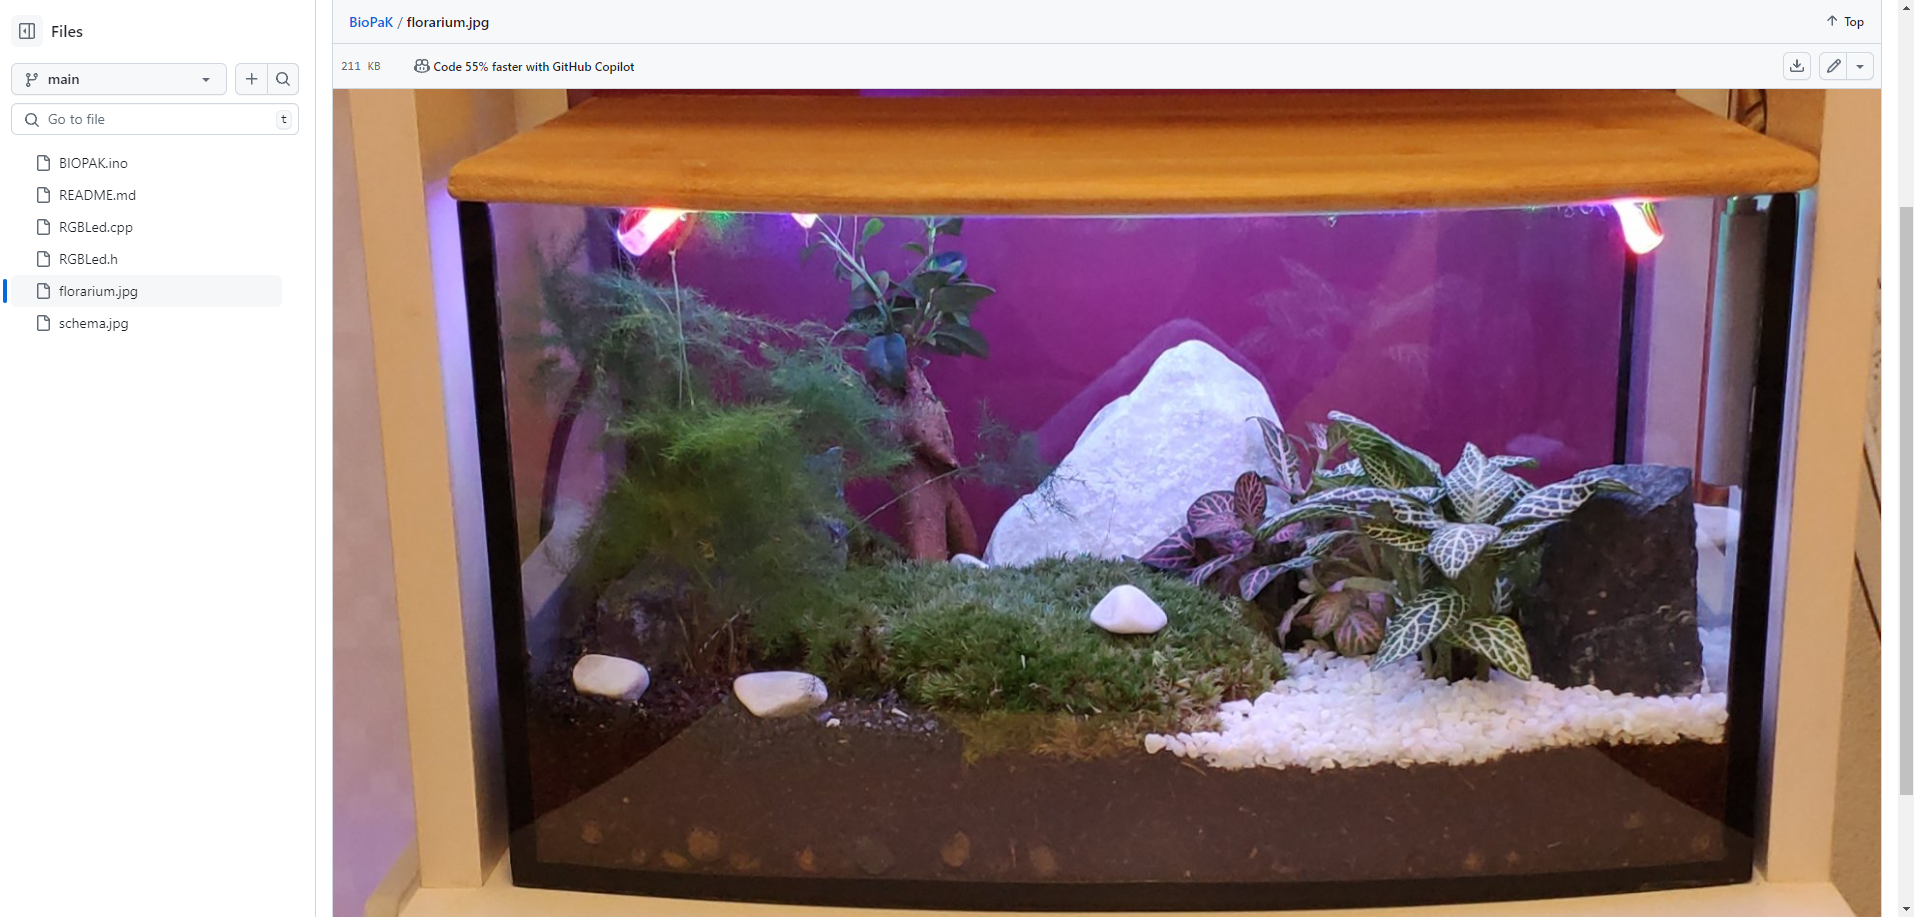 Files
main
Go to file
t
BIOPAK.ino
README.md
RGBLed.cpp
RGBLed.h
florarium.jpg
schema.jpg
BioPaK / florarium.jpg
Top
211 KB
Code 55% faster with GitHub Copilot